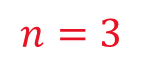 n = 3